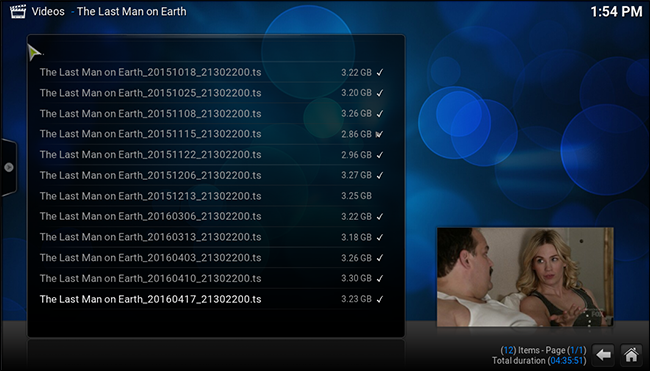 Videos - The Last Man on Earth
1:54 PM
..
The Last Man on Earth_20151018_21302200.ts 3.22 GB ✓
The Last Man on Earth_20151025_21302200.ts 3.20 GB ✓
The Last Man on Earth_20151108_21302200.ts 3.26 GB ✓
The Last Man on Earth_20151115_21302200.ts 2.86 GB
The Last Man on Earth_20151122_21302200.ts 2.96 GB ✓
The Last Man on Earth_20151206_21302200.ts 3.27 GB ✓
The Last Man on Earth_20151213_21302200.ts 3.25 GB
The Last Man on Earth_20160306_21302200.ts 3.22 GB ✓
The Last Man on Earth_20160313_21302200.ts 3.18 GB ✓
The Last Man on Earth_20160403_21302200.ts 3.26 GB ✓
The Last Man on Earth_20160410_21302200.ts 3.30 GB ✓
The Last Man on Earth_20160417_21302200.ts 3.23 GB ✓
FOX
(12) Items - Page (1/1)
Total duration (04:35:51)